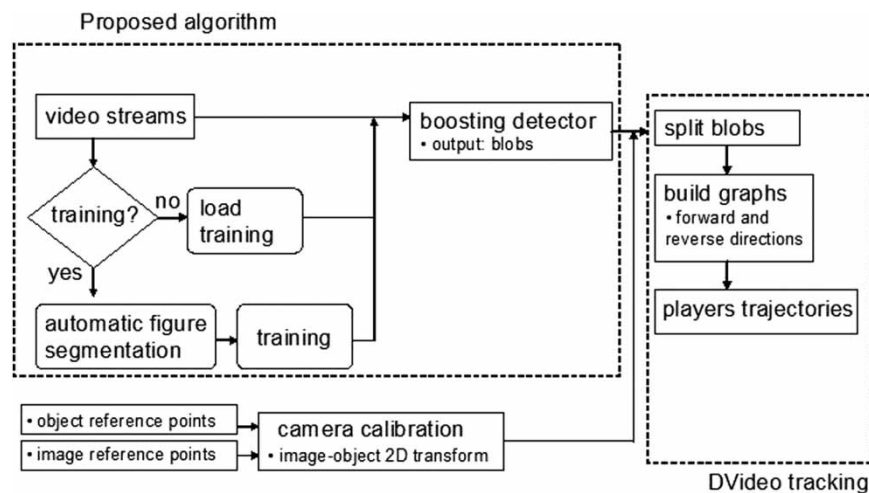 Proposed algorithm
video streams
boosting detector
• output: blobs
split blobs
training?
no
load
training
build graphs
• forward and
reverse directions
yes
automatic figure
segmentation
training
players trajectories
• object reference points
• image reference points
camera calibration
• image-object 2D transform
DVideo tracking